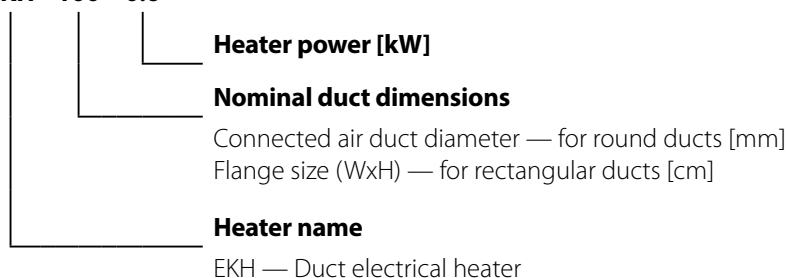 Heater power [kW]
Nominal duct dimensions
Connected air duct diameter — for round ducts [mm]
Flange size (WxH) — for rectangular ducts [cm]
Heater name
EKH — Duct electrical heater